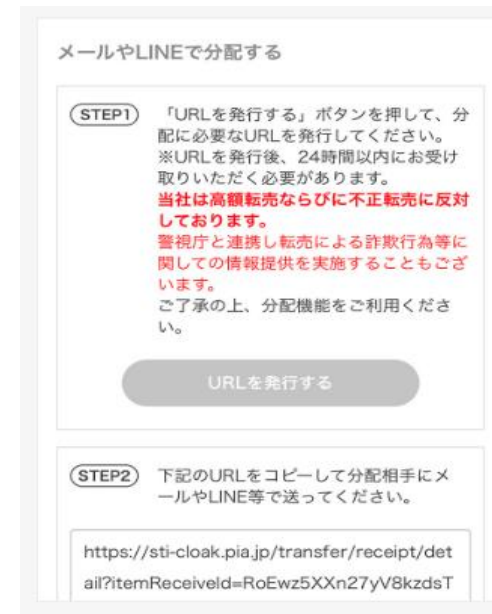 メールやLINEで分配する
STEP1
「URLを発行する」ボタンを押して、分
配に必要なURLを発行してください。
※URLを発行後、24時間以内にお受け
取りいただく必要があります。
当社は高額転売ならびに不正転売に反対
しております。
警視庁と連携し転売による詐欺行為等に
関しての情報提供を実施することもござ
います。
ご了承の上、分配機能をご利用くださ
い。
URLを発行する
STEP2
下記のURLをコピーして分配相手にメ
ールやLINE等で送ってください。
https://sti-cloak.pia.jp/transfer/receipt/det
ail?itemReceiveId=RoEwz5XXn27yV8kzdsT